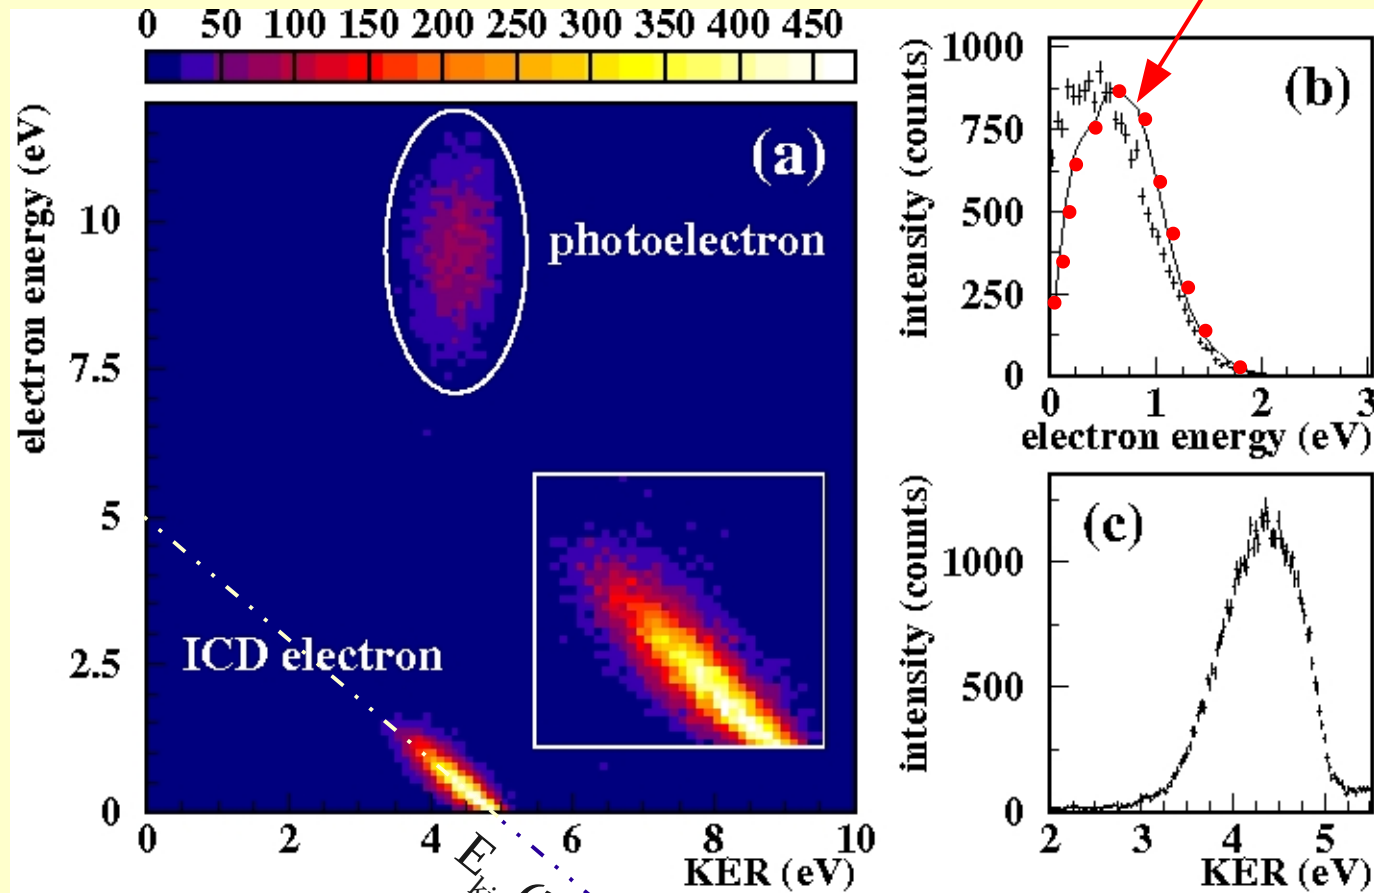 0 50 100 150 200 250 300 350 400 450
electron energy (eV)
10
7.5
5
2.5
0
(a)
photoelectron
ICD electron
0 2 4 6 8 10
KER (eV)
intensity (counts)
1000
750
500
250
0
(b)
0 1 2 3
electron energy (eV)
intensity (counts)
1000
500
0
(c)
2 3 4 5
KER (eV)